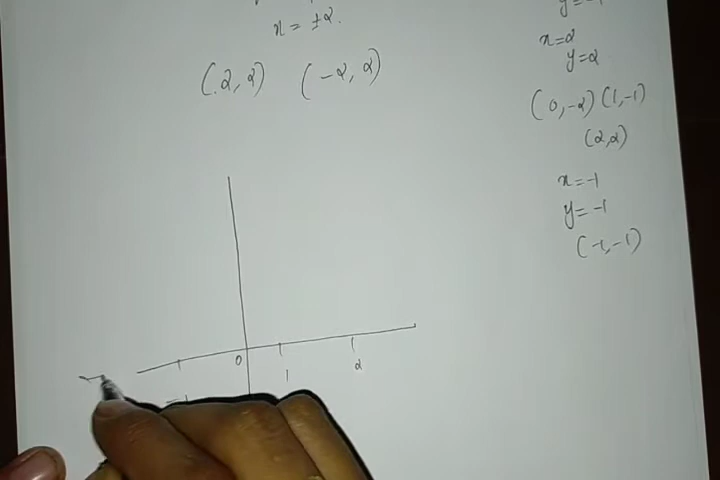 x = ±2.
(2, 2) (-2, 2)
x=2
y=2
(0, -2) (1, -1)
(2,2)
x = -1
y = -1
(-1, -1)
0
1
2
-1